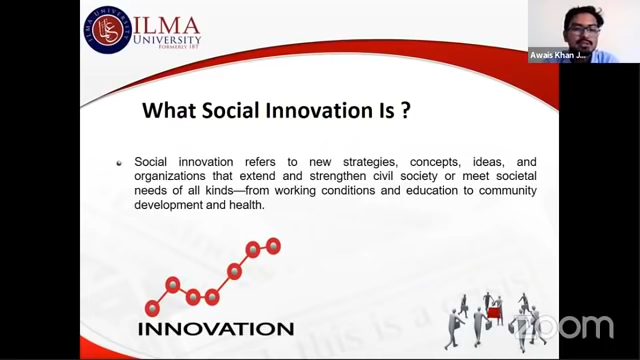 ILMA
UNIVERSITY
FORMERLY IBT
ILMA UNIVERSITY
Awais Khan J...
What Social Innovation Is ?
Social innovation refers to new strategies, concepts, ideas, and
organizations that extend and strengthen civil society or meet societal
needs of all kinds—from working conditions and education to community
development and health.
INNOVATION
zoom